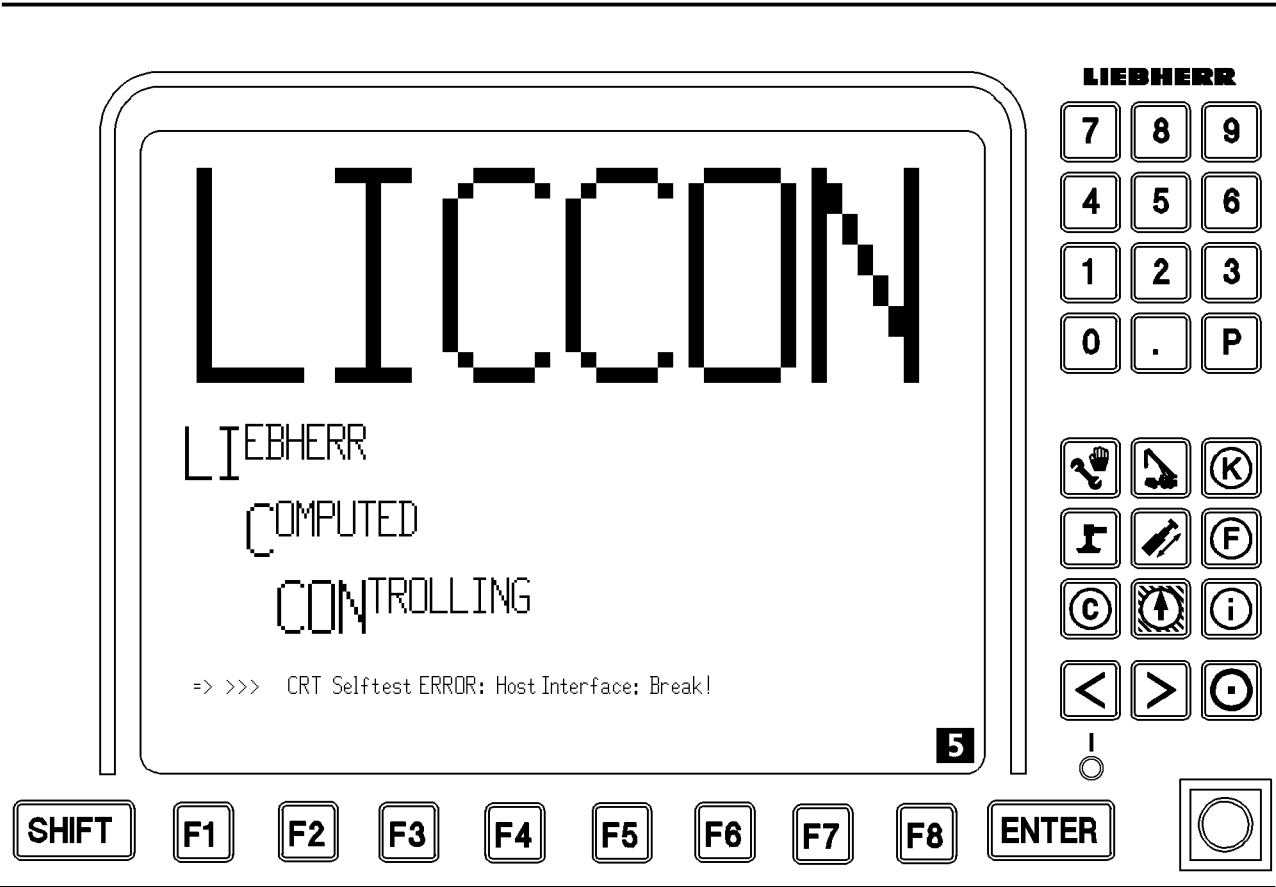 LIEBHERR
LICCON
LIEBHERR
COMPUTED
CONTROLLING
=> >>> CRT Selftest ERROR: Host Interface: Break!
5
7 8 9
4 5 6
1 2 3
0 . P
K
F
C i
< >
I
SHIFT F1 F2 F3 F4 F5 F6 F7 F8 ENTER